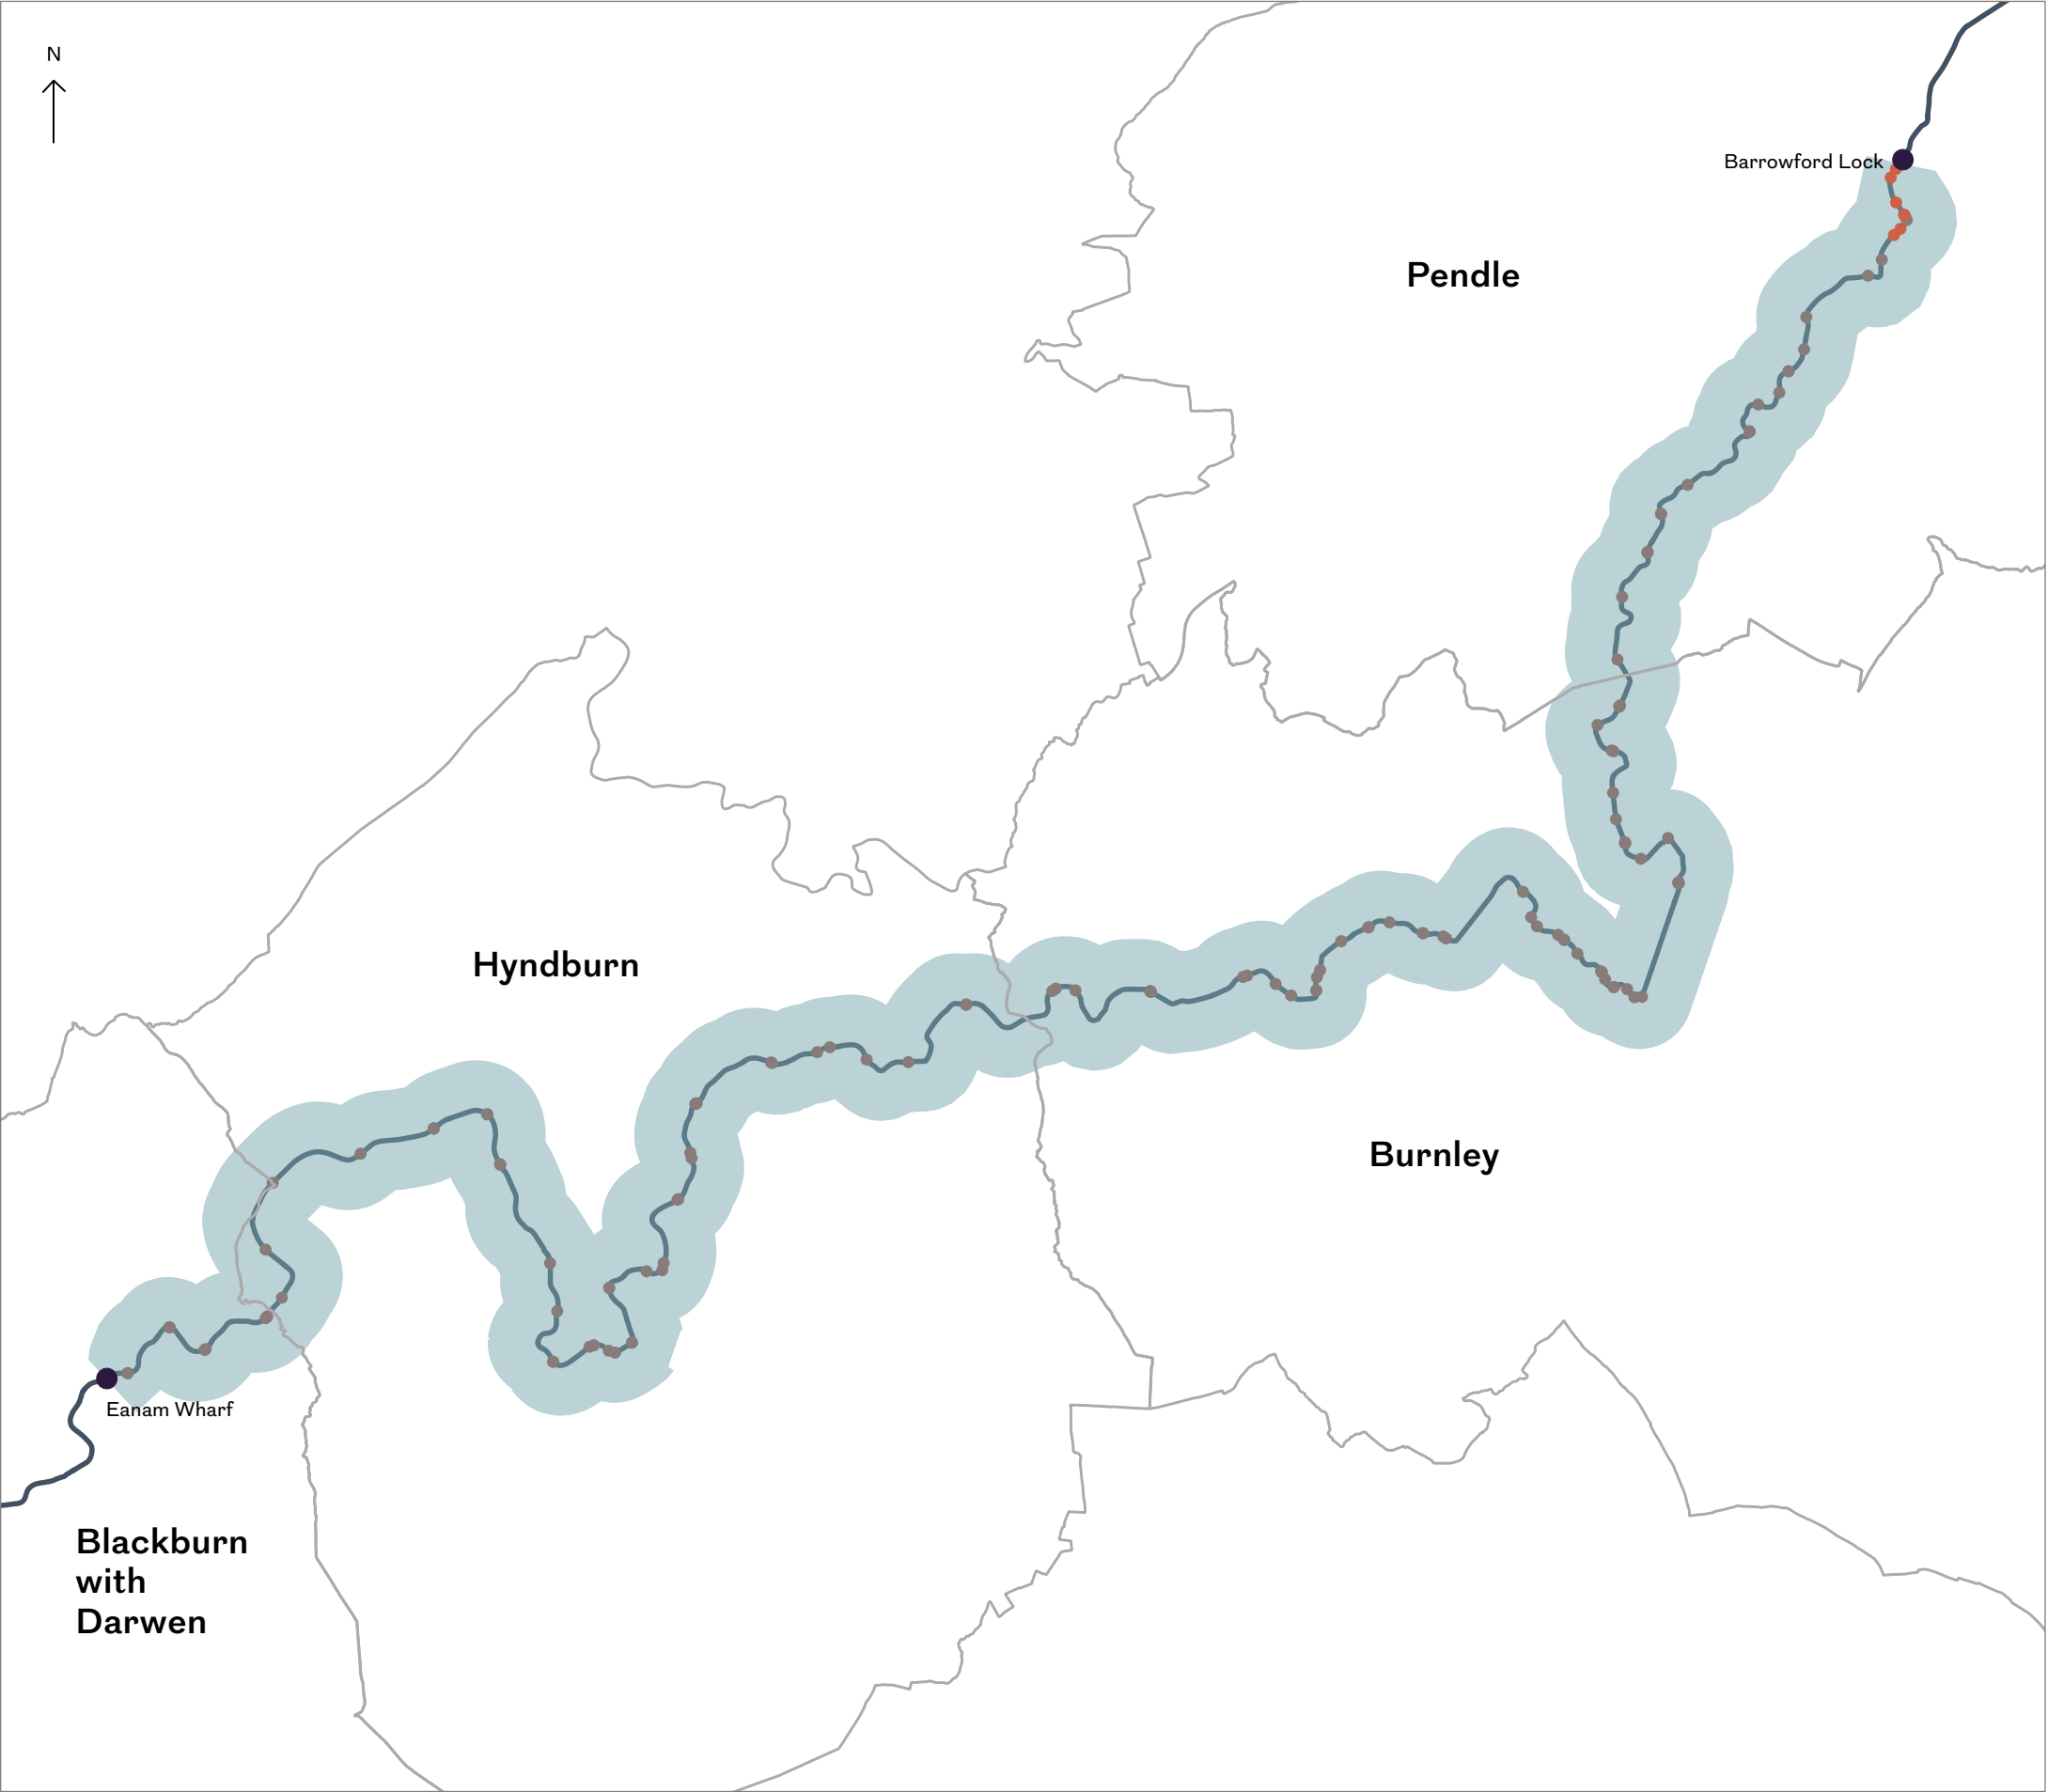 N
Barrowford Lock
Pendle
Hyndburn
Burnley
Eanam Wharf
Blackburn
with
Darwen